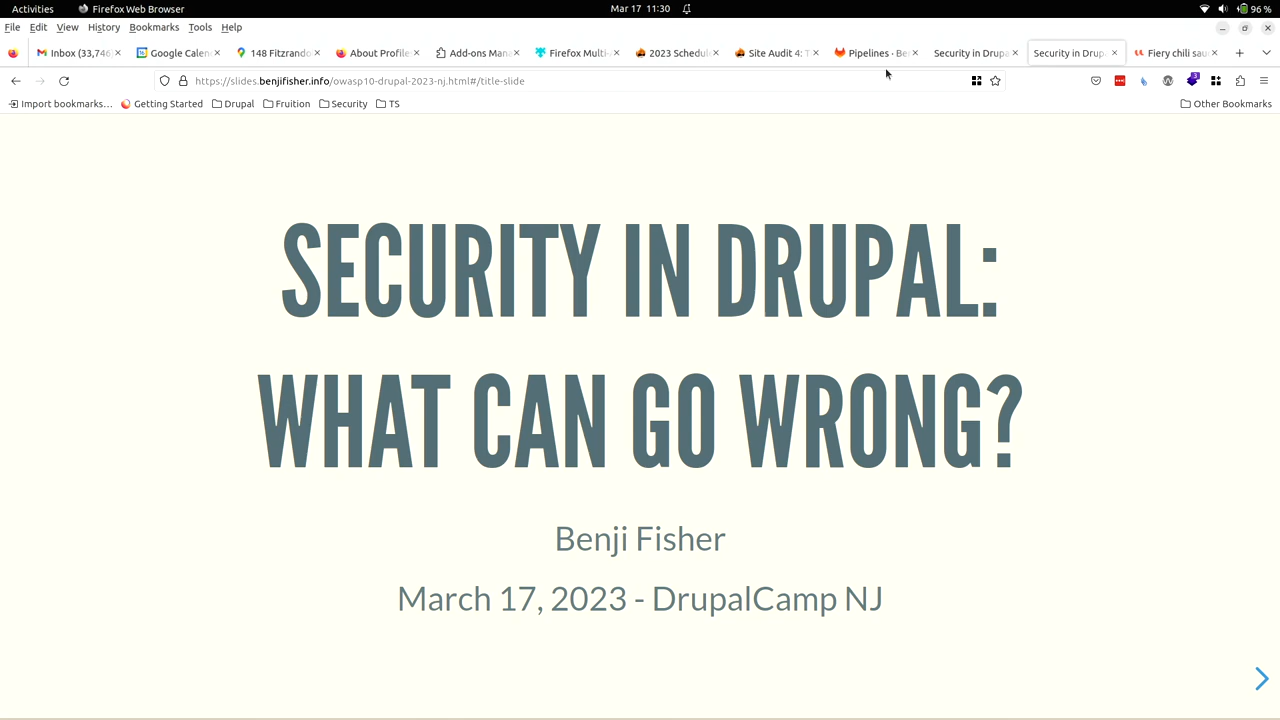 Activities Firefox Web Browser Mar 17 11:30 96 %
File Edit View History Bookmarks Tools Help
Inbox (33,746 Google Calen 148 Fitzrando About Profile Add-ons Mana Firefox Multi- 2023 Schedul Site Audit 4: T Pipelines · Be Security in Drupa Security in Drupa Fiery chili sau
https://slides.benjifisher.info/owasp10-drupal-2023-nj.html#/title-slide
Import bookmarks... Getting Started Drupal Fruition Security TS Other Bookmarks
SECURITY IN DRUPAL:
WHAT CAN GO WRONG?
Benji Fisher
March 17, 2023 - DrupalCamp NJ